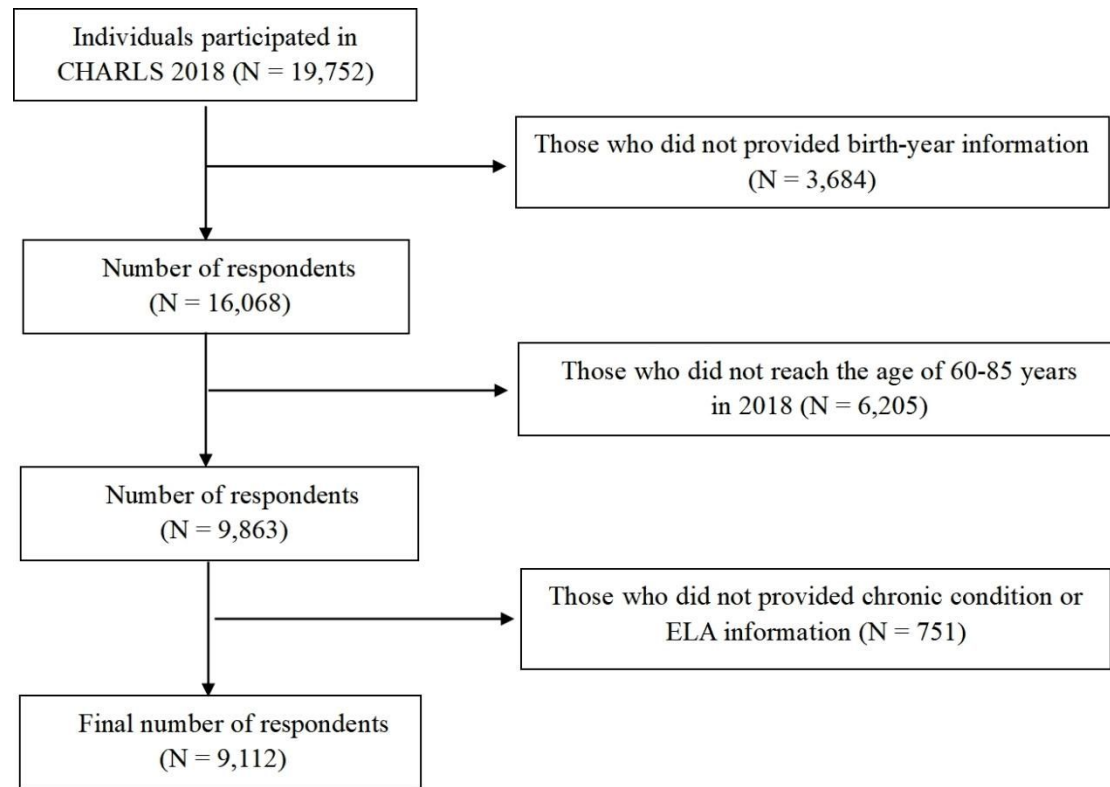 Individuals participated in
CHARLS 2018 (N = 19,752)
Those who did not provided birth-year information
(N = 3,684)
Number of respondents
(N = 16,068)
Those who did not reach the age of 60-85 years
in 2018 (N = 6,205)
Number of respondents
(N = 9,863)
Those who did not provided chronic condition or
ELA information (N = 751)
Final number of respondents
(N = 9,112)